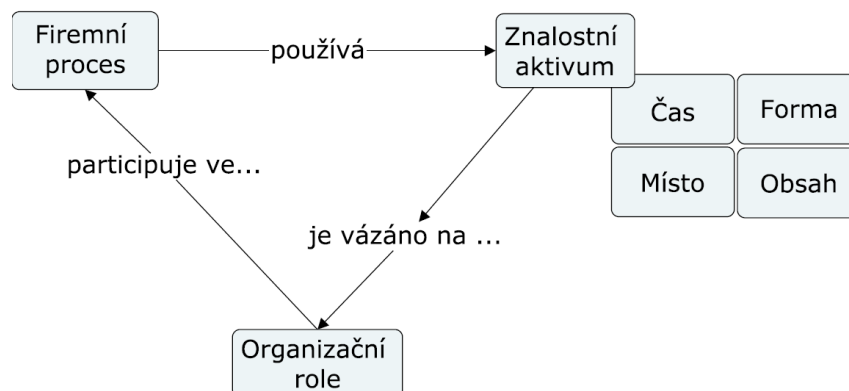 Firemní
proces
používá
Znalostní
aktivum
Čas
Forma
Místo
Obsah
participuje ve...
je vázáno na ...
Organizační
role